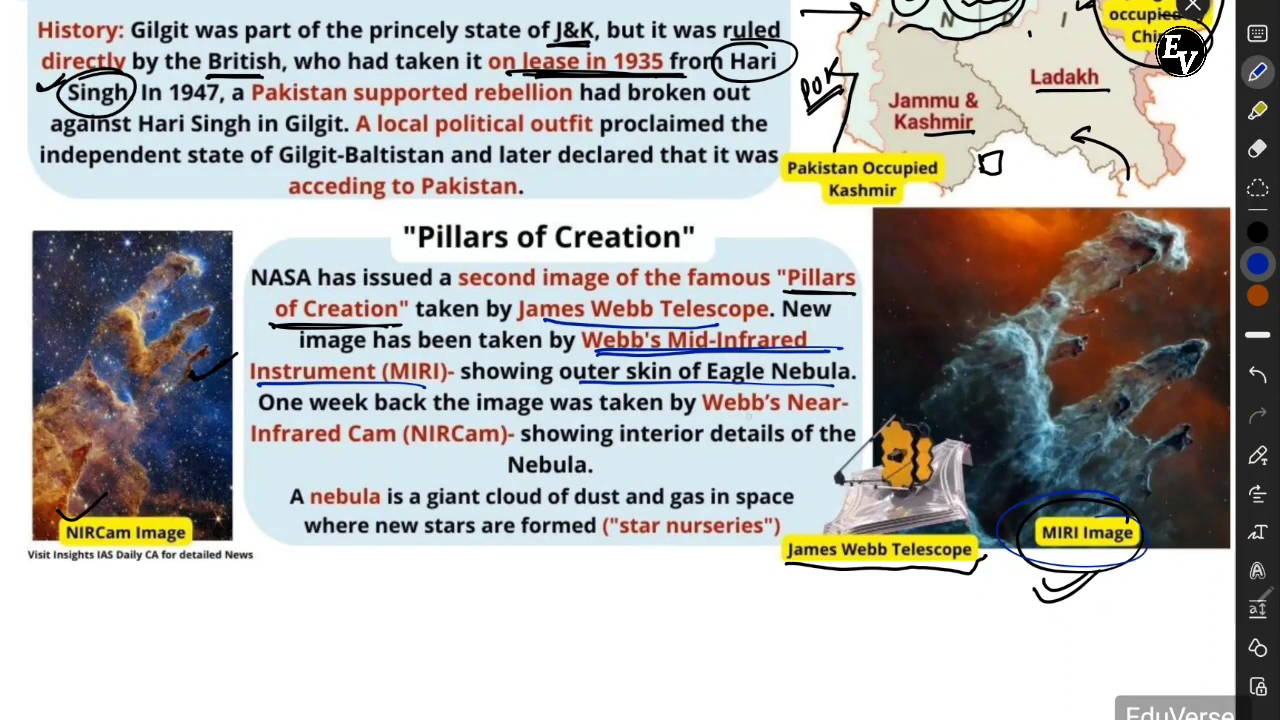 History: Gilgit was part of the princely state of J&K, but it was ruled
directly by the British, who had taken it on lease in 1935 from Hari
Singh. In 1947, a Pakistan supported rebellion had broken out
against Hari Singh in Gilgit. A local political outfit proclaimed the
independent state of Gilgit-Baltistan and later declared that it was
acceding to Pakistan.
I N D I
occupied
Chi
EV
POK
Ladakh
Jammu &
Kashmir
Pakistan Occupied
Kashmir
"Pillars of Creation"
NASA has issued a second image of the famous "Pillars
of Creation" taken by James Webb Telescope. New
image has been taken by Webb's Mid-Infrared
Instrument (MIRI)- showing outer skin of Eagle Nebula.
One week back the image was taken by Webb's Near-
Infrared Cam (NIRCam)- showing interior details of the
Nebula.
A nebula is a giant cloud of dust and gas in space
where new stars are formed ("star nurseries")
NIRCam Image
Visit Insights IAS Daily CA for detailed News
James Webb Telescope
MIRI Image
EduVerse